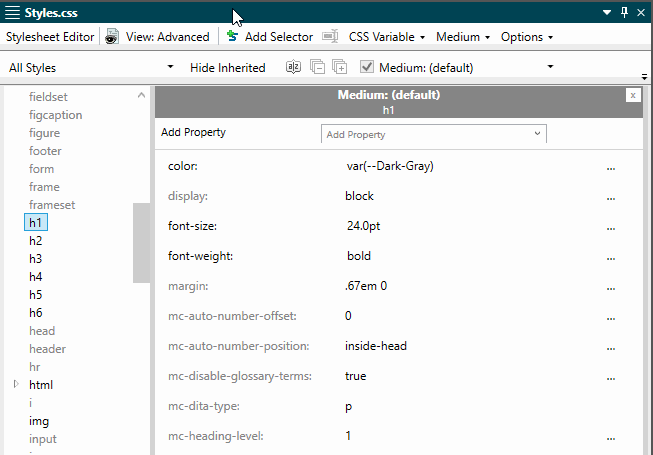 Styles.css
Stylesheet Editor View: Advanced Add Selector CSS Variable Medium Options
All Styles Hide Inherited Medium: (default)
fieldset
figcaption
figure
footer
form
frame
frameset
h1
h2
h3
h4
h5
h6
head
header
hr
html
i
img
input
Medium: (default)
h1
Add Property Add Property
color: var(--Dark-Gray) ...
display: block ...
font-size: 24.0pt ...
font-weight: bold ...
margin: .67em 0 ...
mc-auto-number-offset: 0 ...
mc-auto-number-position: inside-head ...
mc-disable-glossary-terms: true ...
mc-dita-type: p ...
mc-heading-level: 1 ...